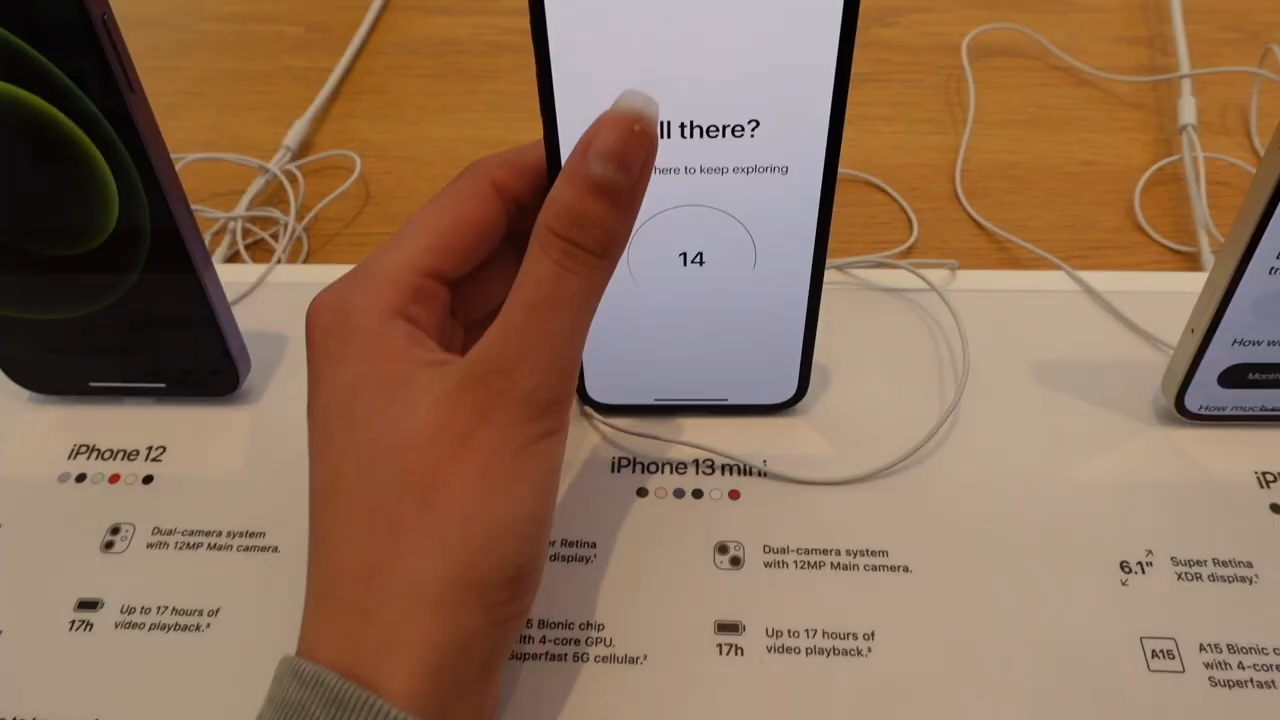 ll there?
here to keep exploring
14
How w
Month
How much
iPhone 12
Dual-camera system
with 12MP Main camera.
17h
Up to 17 hours of
video playback.³
iPhone 13 mini
r Retina
display.¹
Dual-camera system
with 12MP Main camera.
5 Bionic chip
ith 4-core GPU.
Superfast 5G cellular.²
17h
Up to 17 hours of
video playback.³
iP
6.1"
Super Retina
XDR display.¹
A15
A15 Bionic c
with 4-core
Superfast